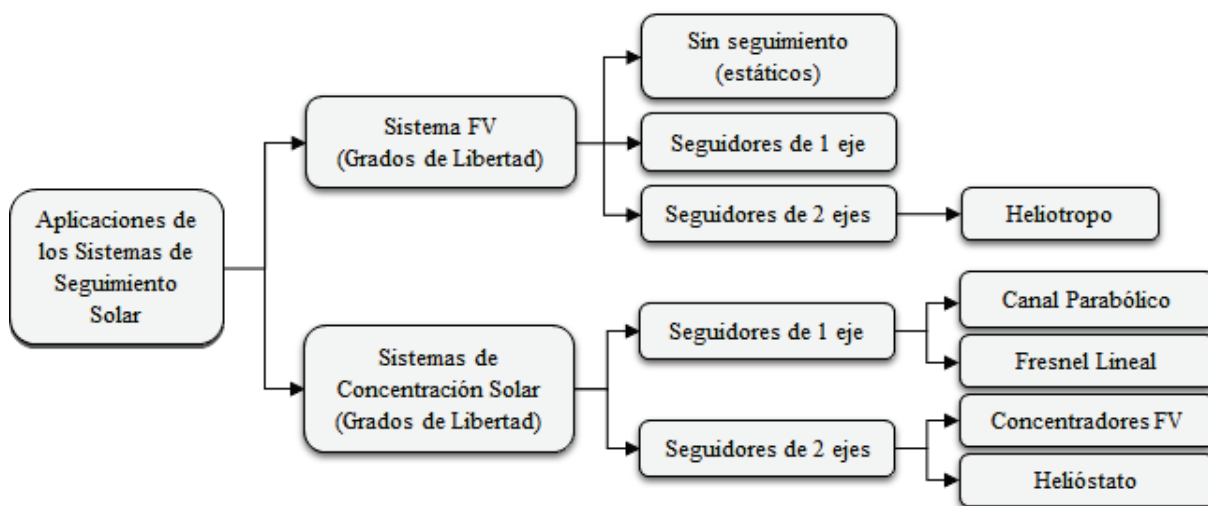 Aplicaciones de
los Sistemas de
Seguimiento
Solar
Sistema FV
(Grados de Libertad)
Sin seguimiento
(estáticos)
Seguidores de 1 eje
Seguidores de 2 ejes
Heliotropo
Sistemas de
Concentración Solar
(Grados de Libertad)
Seguidores de 1 eje
Canal Parabólico
Fresnel Lineal
Seguidores de 2 ejes
Concentradores FV
Helióstato